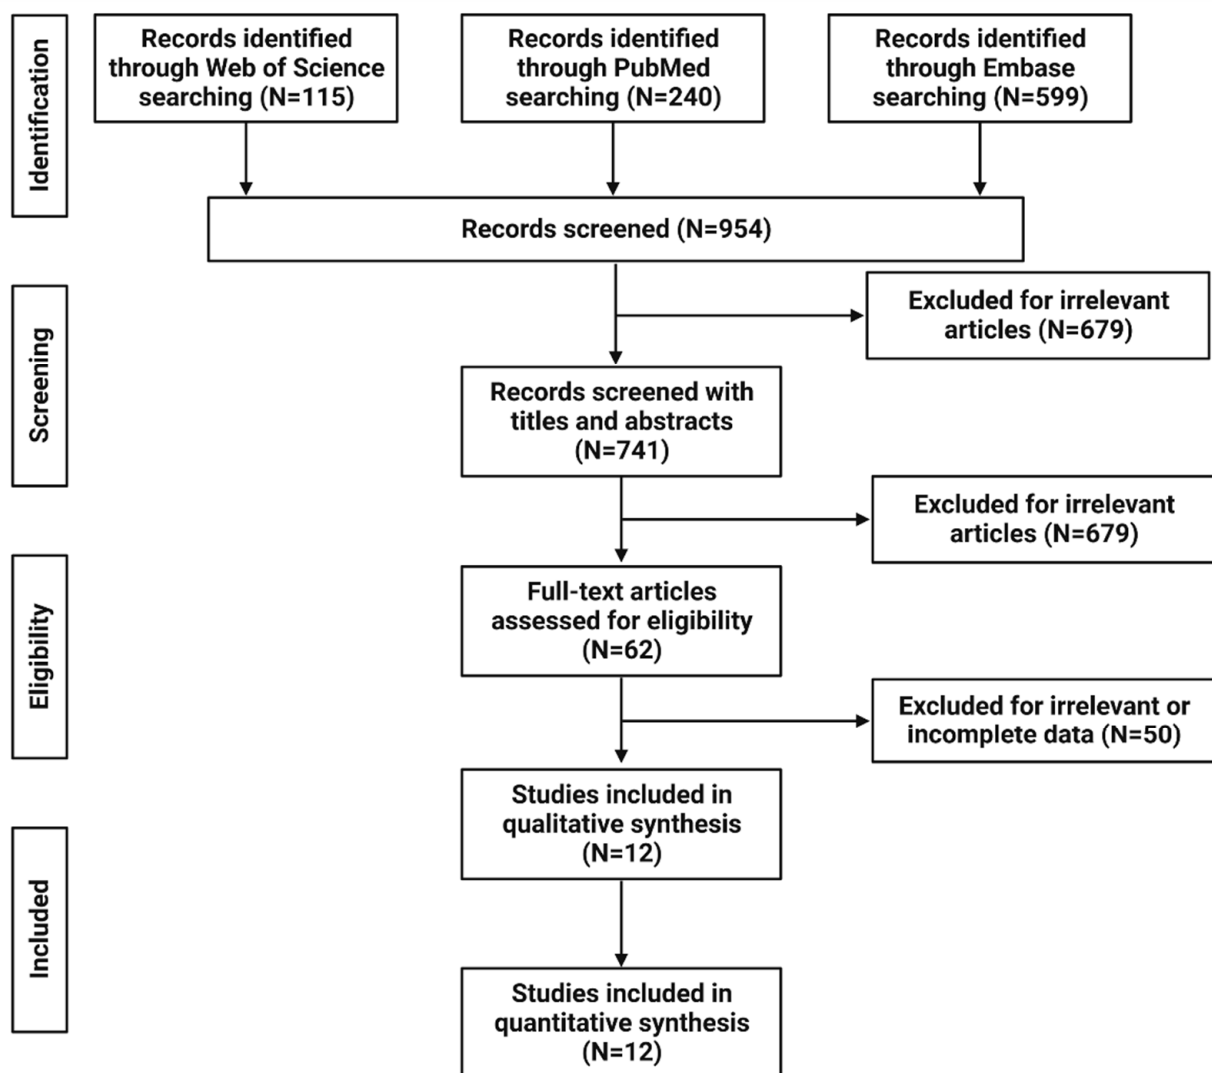 Identification
Records identified
through Web of Science
searching (N=115)
Records identified
through PubMed
searching (N=240)
Records identified
through Embase
searching (N=599)
Records screened (N=954)
Screening
Excluded for irrelevant
articles (N=679)
Records screened with
titles and abstracts
(N=741)
Excluded for irrelevant
articles (N=679)
Eligibility
Full-text articles
assessed for eligibility
(N=62)
Excluded for irrelevant or
incomplete data (N=50)
Studies included in
qualitative synthesis
(N=12)
Included
Studies included in
quantitative synthesis
(N=12)